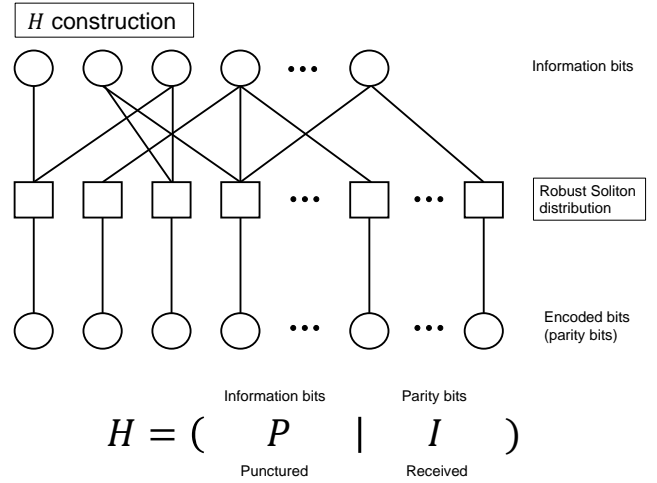 H construction
Information bits
Robust Soliton
distribution
Encoded bits
(parity bits)
Information bits Parity bits
H = ( P | I )
Punctured Received